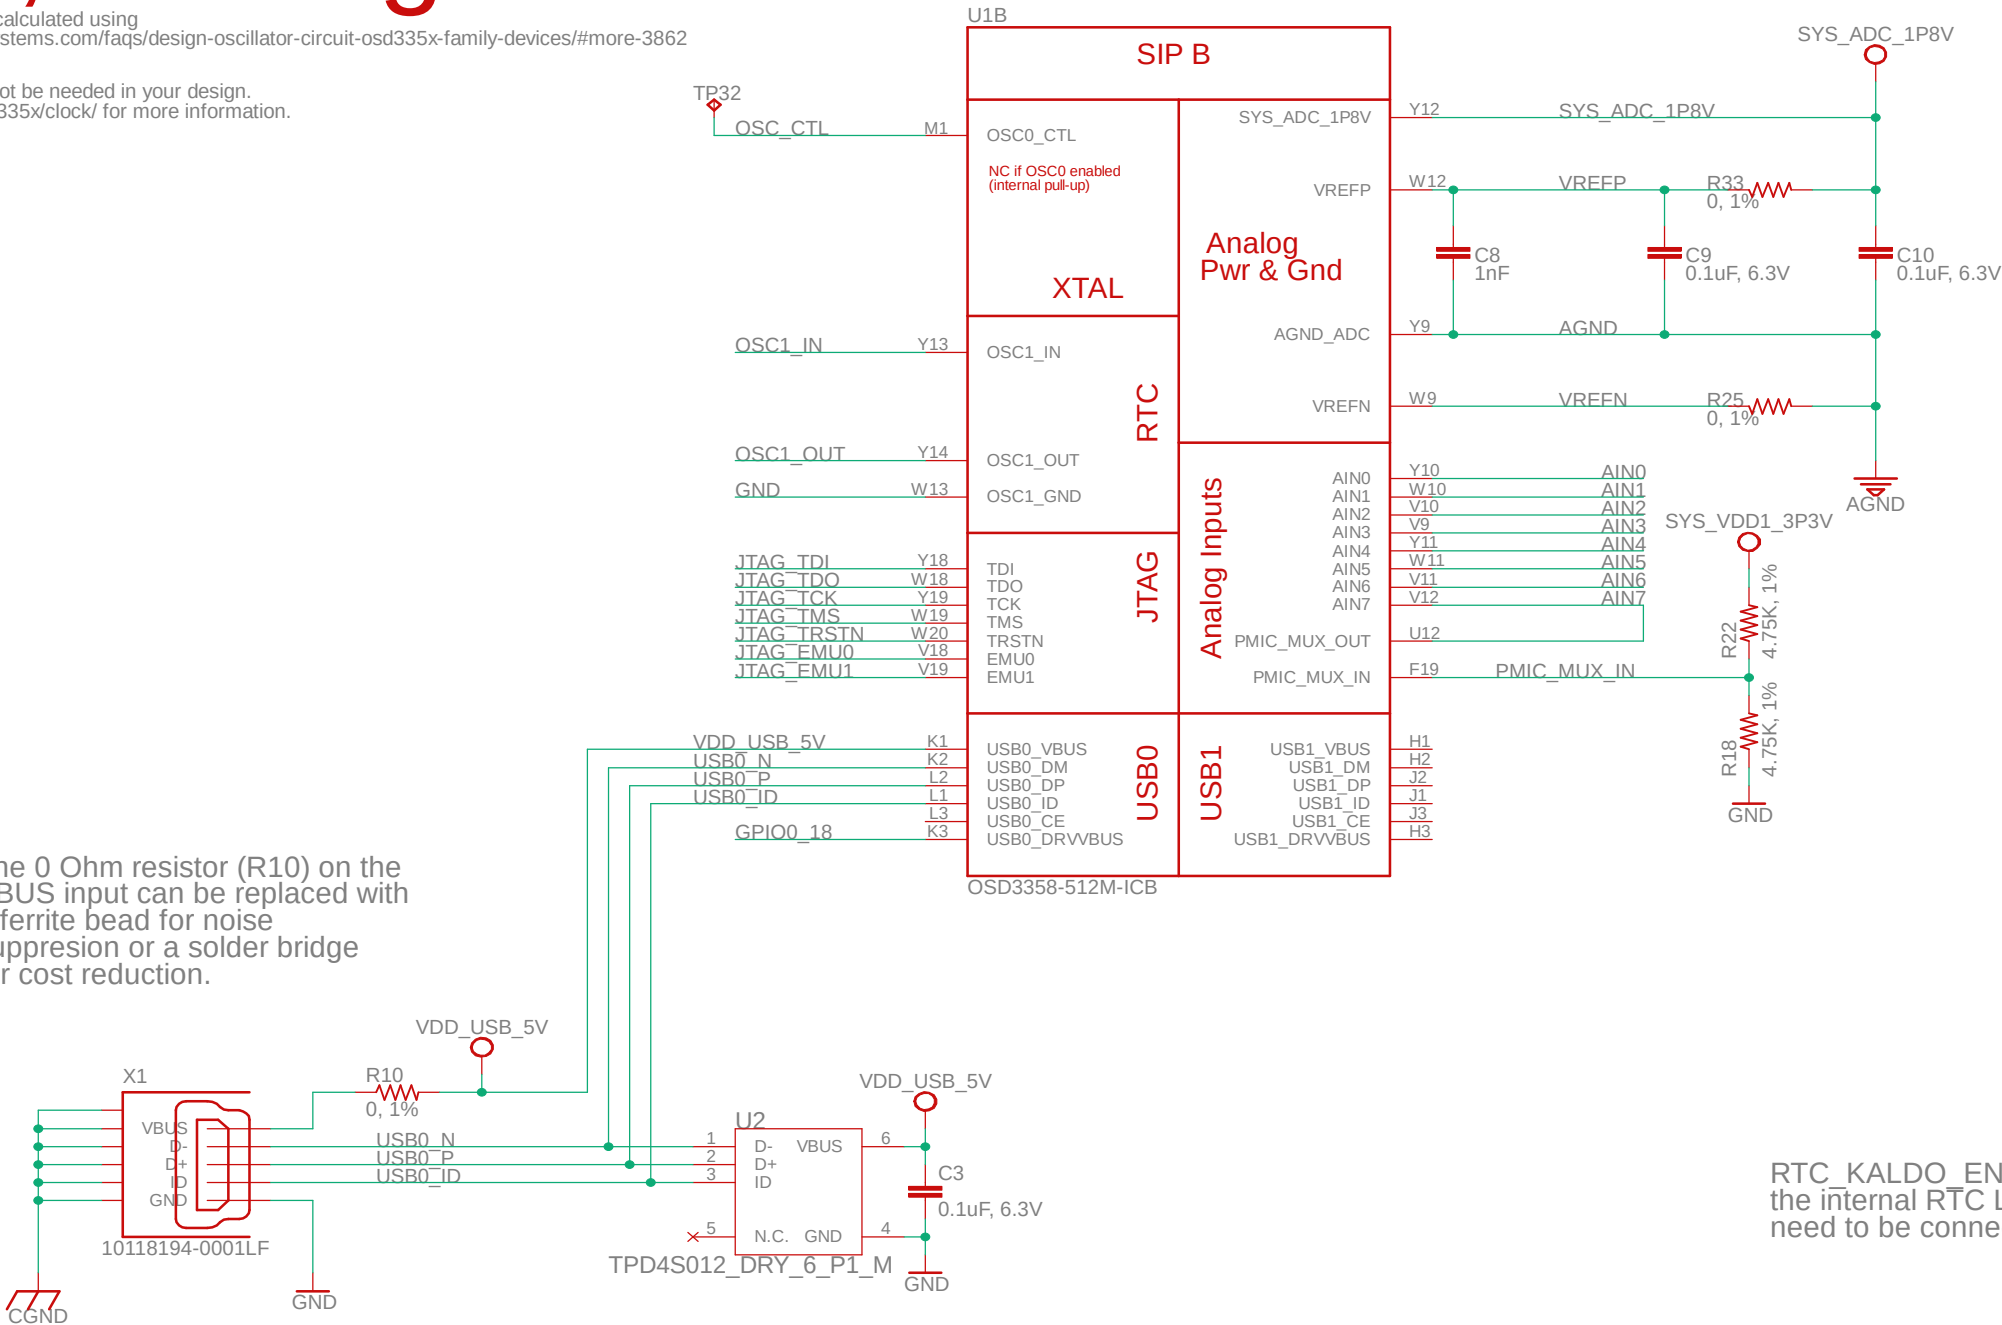 calculated using
stems.com/faqs/design-oscillator-circuit-osd335x-family-devices/#more-3862
ot be needed in your design.
335x/clock/ for more information.
U1B
SIP B
TP32
OSC_CTL
M1
OSC0_CTL
NC if OSC0 enabled
(internal pull-up)
XTAL
OSC1_IN
Y13
OSC1_IN
RTC
OSC1_OUT
Y14
OSC1_OUT
GND
W13
OSC1_GND
JTAG_TDI
Y18
TDI
JTAG_TDO
W18
TDO
JTAG_TCK
Y19
TCK
JTAG_TMS
W19
TMS
JTAG_TRSTN
W20
TRSTN
JTAG_EMU0
V18
EMU0
JTAG_EMU1
V19
EMU1
JTAG
VDD_USB_5V
K1
USB0_VBUS
USB0_N
K2
USB0_DM
USB0_P
L2
USB0_DP
USB0_ID
L1
USB0_ID
L3
USB0_CE
GPIO0_18
K3
USB0_DRVVBUS
USB0
OSD3358-512M-ICB
SYS_ADC_1P8V
SYS_ADC_1P8V
Y12
SYS_ADC_1P8V
VREFP
W12
VREFP
R33
0, 1%
Analog
Pwr & Gnd
C8
1nF
C9
0.1uF, 6.3V
C10
0.1uF, 6.3V
AGND_ADC
Y9
AGND
VREFN
W9
VREFN
R25
0, 1%
AGND
Analog Inputs
AIN0
Y10
AIN0
AIN1
W10
AIN1
AIN2
V10
AIN2
AIN3
V9
AIN3
AIN4
Y11
AIN4
AIN5
W11
AIN5
AIN6
V11
AIN6
AIN7
V12
AIN7
PMIC_MUX_OUT
U12
PMIC_MUX_IN
F19
PMIC_MUX_IN
SYS_VDD1_3P3V
R22
4.75K, 1%
R18
4.75K, 1%
GND
USB1
USB1_VBUS
H1
USB1_DM
H2
USB1_DP
J2
USB1_ID
J1
USB1_CE
J3
USB1_DRVVBUS
H3
ne 0 Ohm resistor (R10) on the
BUS input can be replaced with
ferrite bead for noise
uppresion or a solder bridge
r cost reduction.
VDD_USB_5V
X1
R10
0, 1%
VBUS
D-
D+
ID
GND
USB0_N
USB0_P
USB0_ID
10118194-0001LF
CGND
GND
VDD_USB_5V
U2
1
D-
VBUS
6
2
D+
3
ID
5
N.C.
GND
4
C3
0.1uF, 6.3V
TPD4S012_DRY_6_P1_M
GND
RTC_KALDO_EN
the internal RTC L
need to be conne